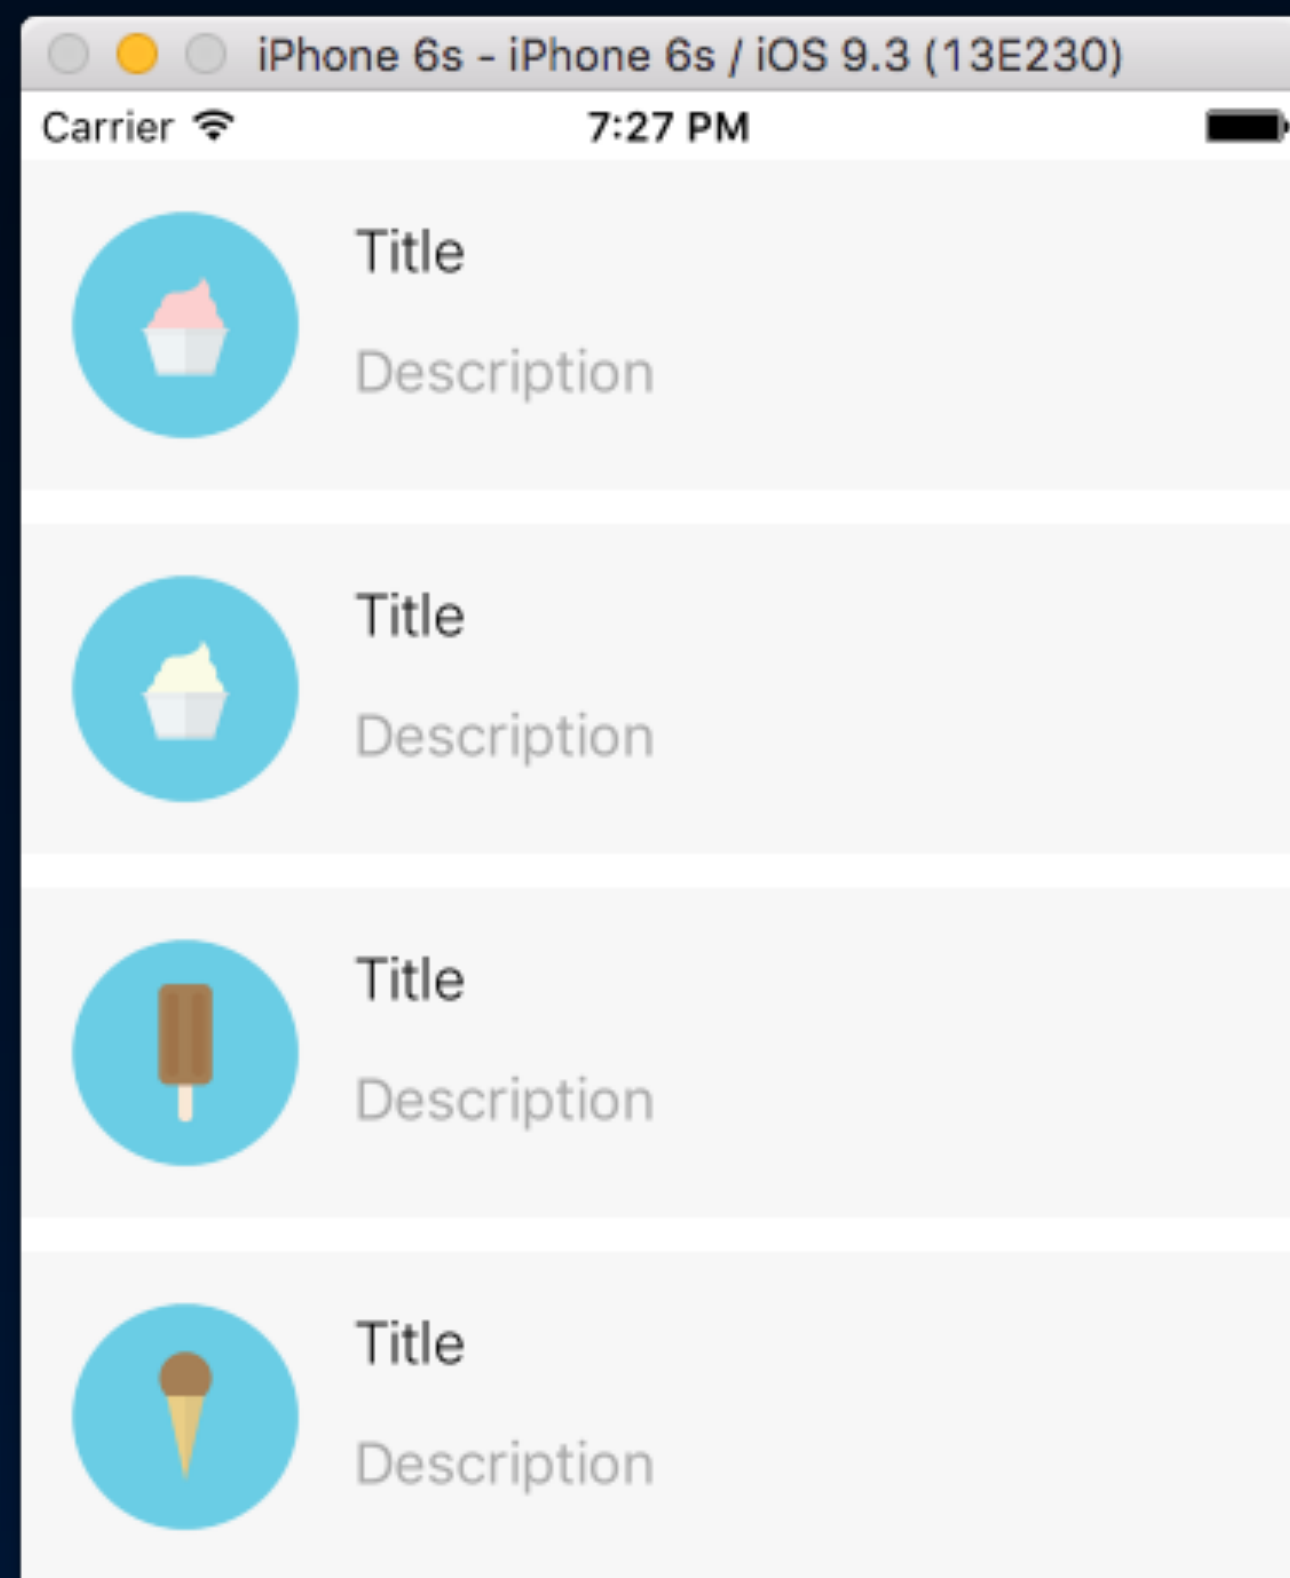 iPhone 6s - iPhone 6s / iOS 9.3 (13E230)
Carrier 7:27 PM
Title
Description
Title
Description
Title
Description
Title
Description